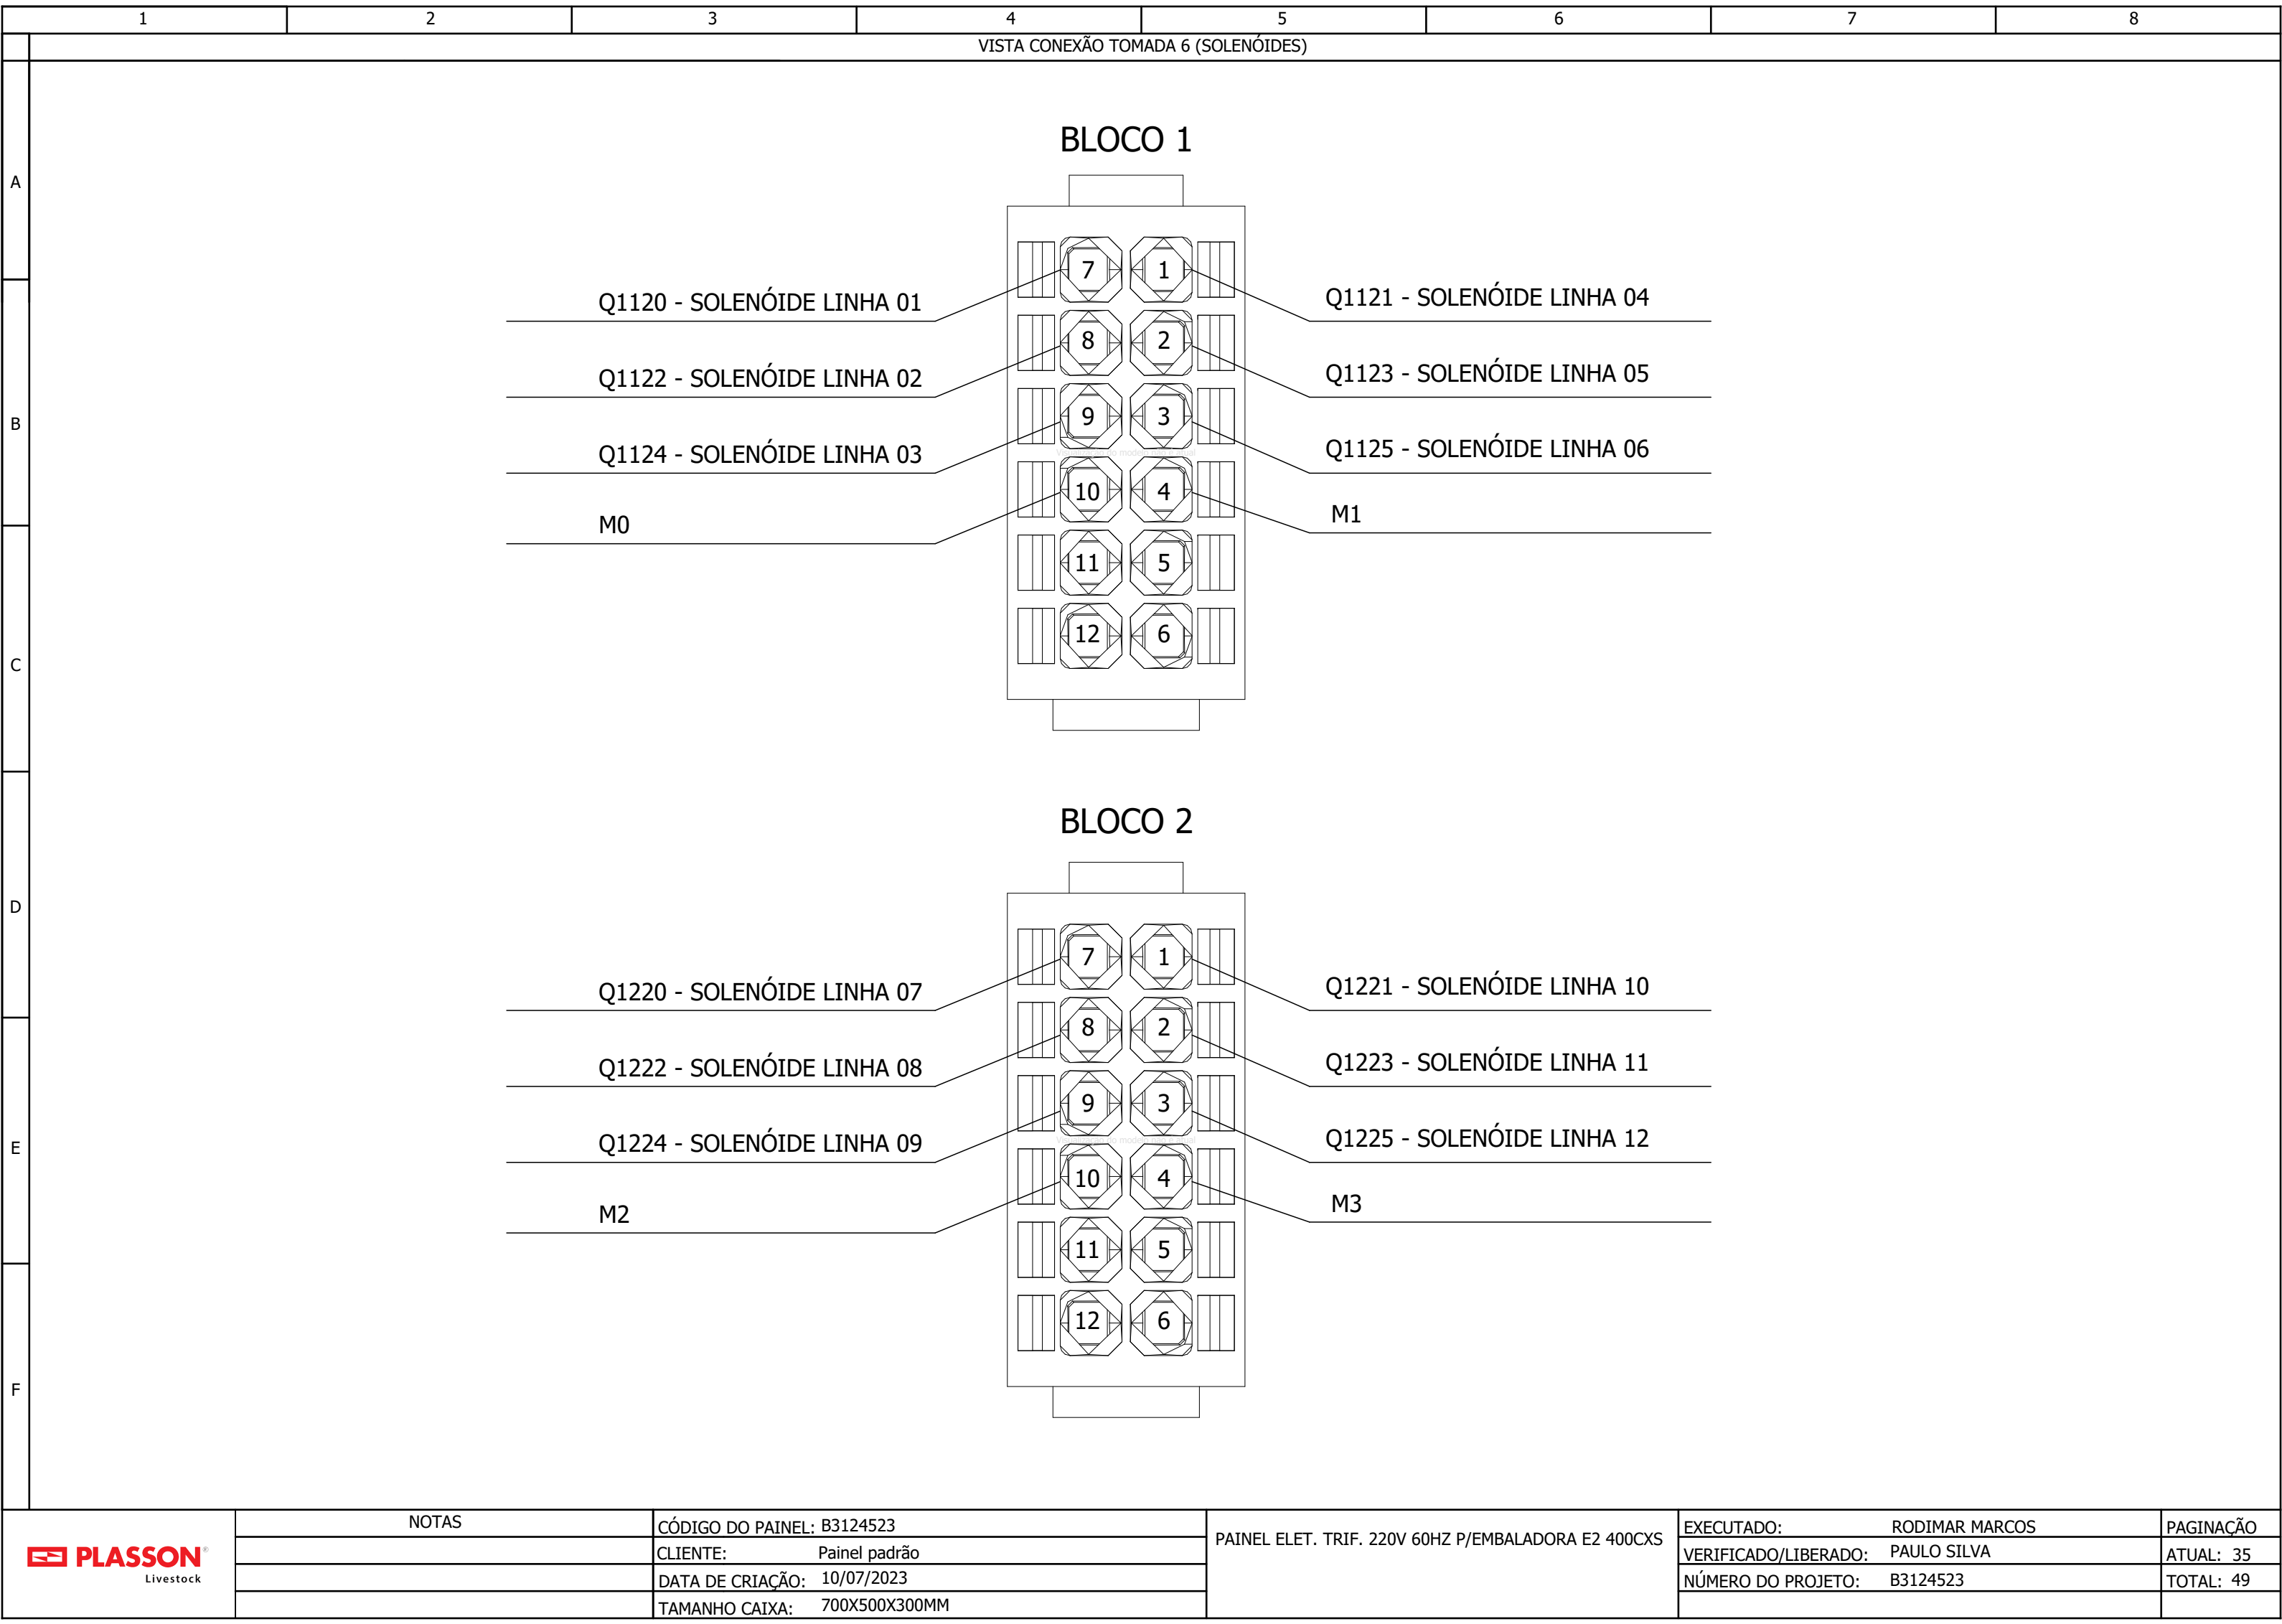 1 2 3 4 5 6 7 8
VISTA CONEXÃO TOMADA 6 (SOLENÓIDES)
A
B
C
D
E
F
BLOCO 1
7 1
8 2
9 3
10 4
11 5
12 6
Q1120 - SOLENÓIDE LINHA 01
Q1122 - SOLENÓIDE LINHA 02
Q1124 - SOLENÓIDE LINHA 03
M0
Q1121 - SOLENÓIDE LINHA 04
Q1123 - SOLENÓIDE LINHA 05
Q1125 - SOLENÓIDE LINHA 06
M1
BLOCO 2
7 1
8 2
9 3
10 4
11 5
12 6
Q1220 - SOLENÓIDE LINHA 07
Q1222 - SOLENÓIDE LINHA 08
Q1224 - SOLENÓIDE LINHA 09
M2
Q1221 - SOLENÓIDE LINHA 10
Q1223 - SOLENÓIDE LINHA 11
Q1225 - SOLENÓIDE LINHA 12
M3
PLASSON®
Livestock
NOTAS
CÓDIGO DO PAINEL: B3124523
CLIENTE: Painel padrão
DATA DE CRIAÇÃO: 10/07/2023
TAMANHO CAIXA: 700X500X300MM
PAINEL ELET. TRIF. 220V 60HZ P/EMBALADORA E2 400CXS
EXECUTADO: RODIMAR MARCOS
VERIFICADO/LIBERADO: PAULO SILVA
NÚMERO DO PROJETO: B3124523
PAGINAÇÃO
ATUAL: 35
TOTAL: 49